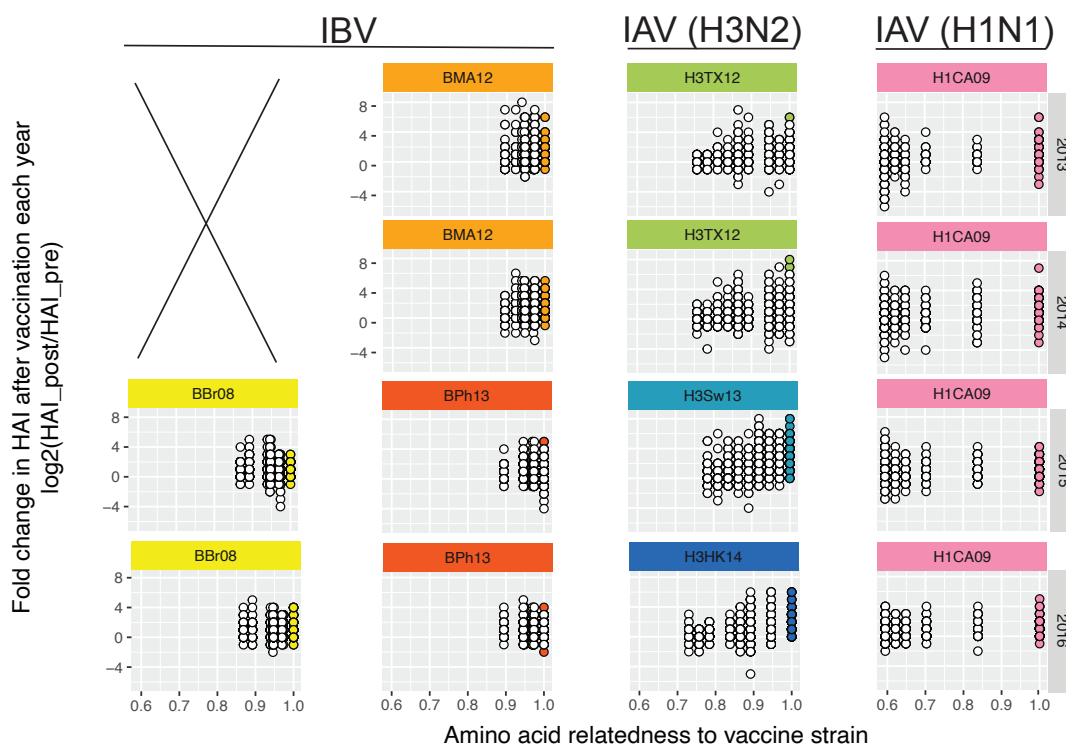 IBV
IAV (H3N2)
IAV (H1N1)
BMA12
H3TX12
H1CA09
8
4
0
−4
2013
BMA12
H3TX12
H1CA09
8
4
0
−4
2014
BBr08
BPh13
H3Sw13
H1CA09
8
4
0
−4
2015
BBr08
BPh13
H3HK14
H1CA09
8
4
0
−4
2016
0.6 0.7 0.8 0.9 1.0
0.6 0.7 0.8 0.9 1.0
0.6 0.7 0.8 0.9 1.0
0.6 0.7 0.8 0.9 1.0
Amino acid relatedness to vaccine strain
Fold change in HAI after vaccination each year
log2(HAI_post/HAI_pre)